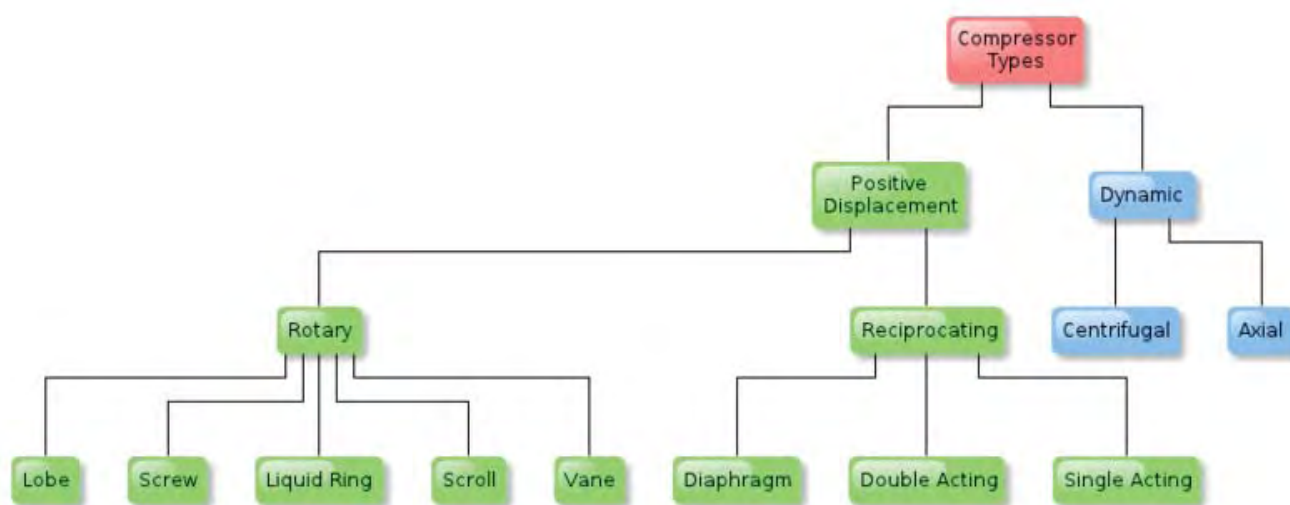 Compressor
Types
Positive
Displacement
Dynamic
Rotary
Reciprocating
Centrifugal
Axial
Lobe
Screw
Liquid Ring
Scroll
Vane
Diaphragm
Double Acting
Single Acting